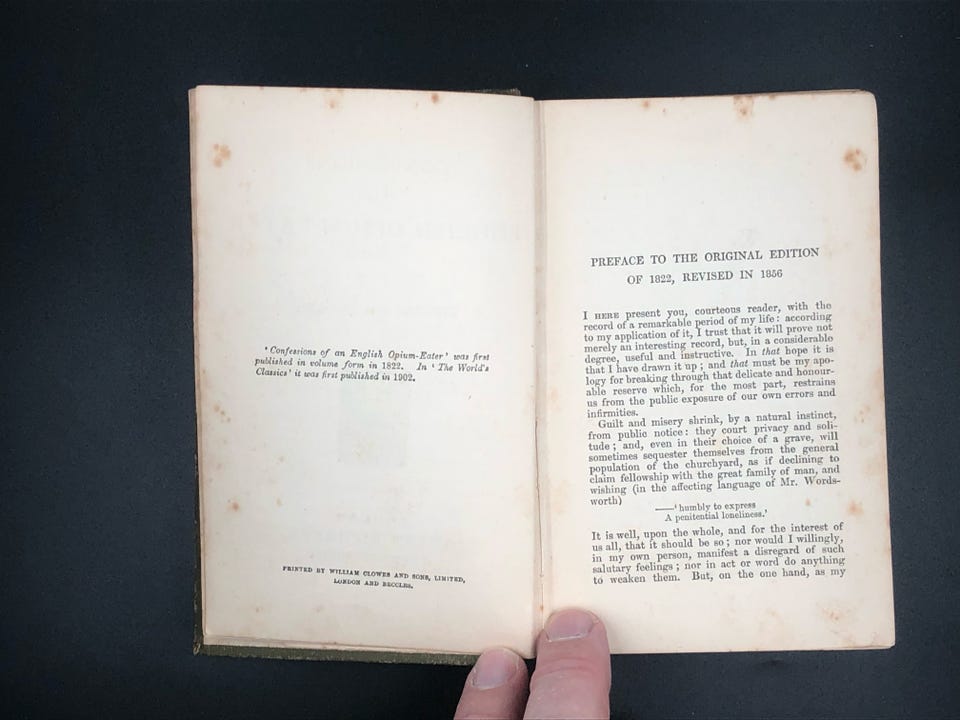 ' Confessions of an English Opium-Eater ' was first
published in volume form in 1822. In ' The World's
Classics' it was first published in 1902.
PRINTED BY WILLIAM CLOWES AND SONS, LIMITED,
LONDON AND BECCLES.
PREFACE TO THE ORIGINAL EDITION
OF 1822, REVISED IN 1856
I HERE present you, courteous reader, with the
record of a remarkable period of my life : according
to my application of it, I trust that it will prove not
merely an interesting record, but, in a considerable
degree, useful and instructive. In that hope it is
that I have drawn it up ; and that must be my apo-
logy for breaking through that delicate and honour-
able reserve which, for the most part, restrains
us from the public exposure of our own errors and
infirmities.
Guilt and misery shrink, by a natural instinct,
from public notice : they court privacy and soli-
tude ; and, even in their choice of a grave, will
sometimes sequester themselves from the general
population of the churchyard, as if declining to
claim fellowship with the great family of man, and
wishing (in the affecting language of Mr. Words-
worth)
——' humbly to express
A penitential loneliness.'
It is well, upon the whole, and for the interest of
us all, that it should be so ; nor would I willingly,
in my own person, manifest a disregard of such
salutary feelings ; nor in act or word do anything
to weaken them. But, on the one hand, as my